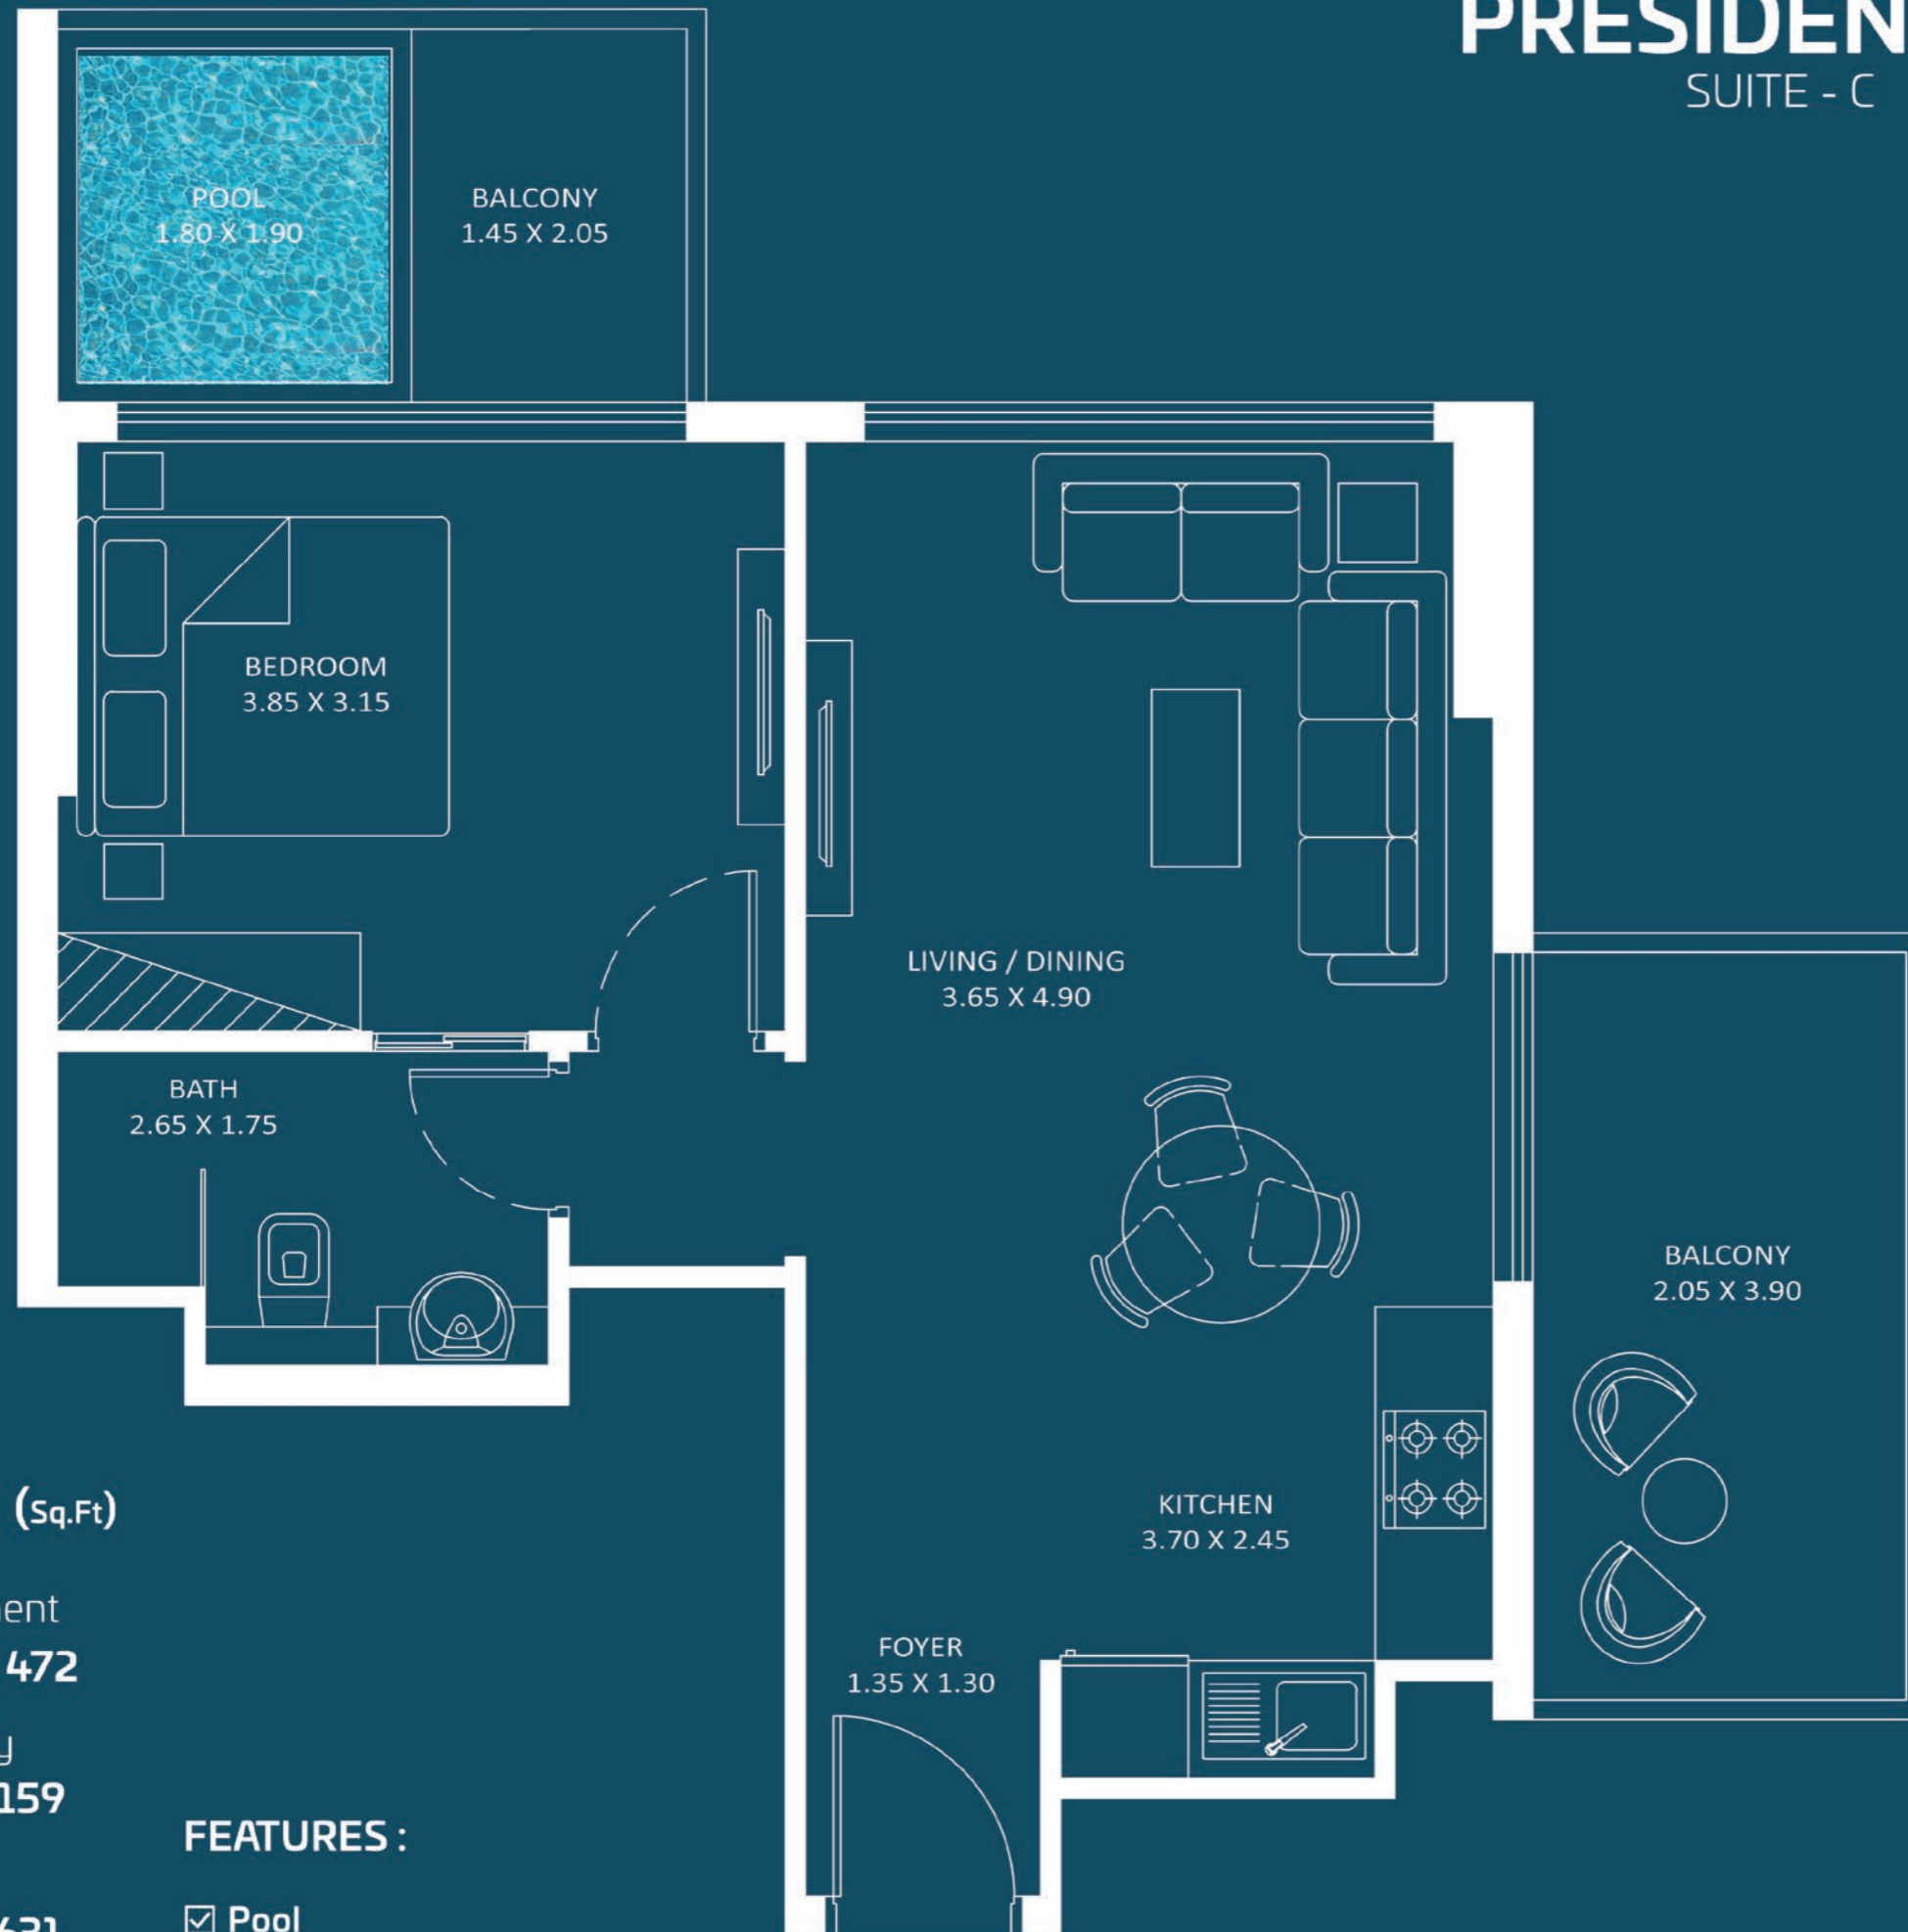 PRESIDEN
SUITE - C
POOL
1.80 X 1.90
BALCONY
1.45 X 2.05
BEDROOM
3.85 X 3.15
LIVING / DINING
3.65 X 4.90
BATH
2.65 X 1.75
BALCONY
2.05 X 3.90
KITCHEN
3.70 X 2.45
FOYER
1.35 X 1.30
(Sq.Ft)
ent
472
y
159
631
FEATURES :
Pool